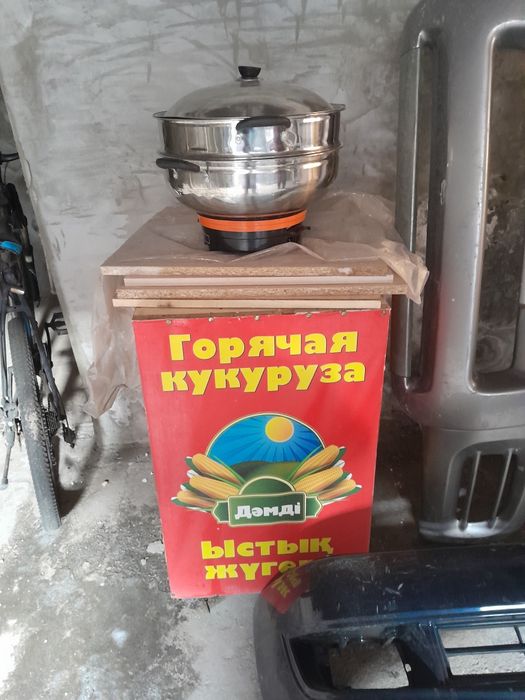 Горячая
кукуруза
Дәмді
Ыстық